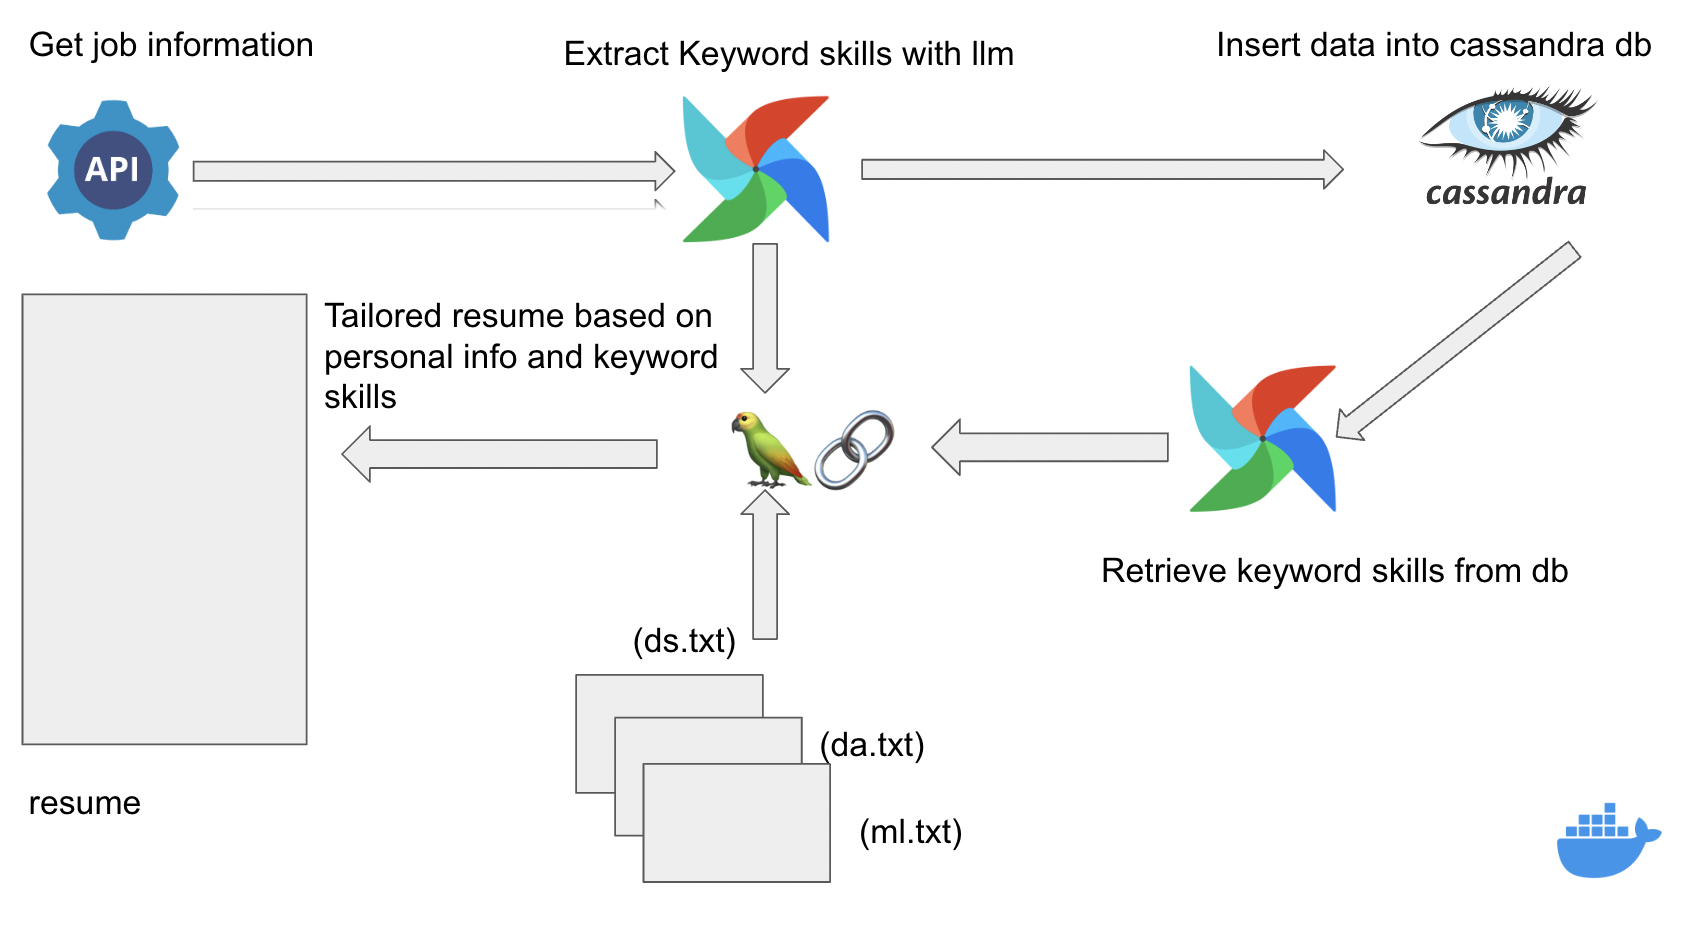 Get job information
Extract Keyword skills with llm
Insert data into cassandra db
API
cassandra
Tailored resume based on
personal info and keyword
skills
Retrieve keyword skills from db
(ds.txt)
(da.txt)
resume
(ml.txt)